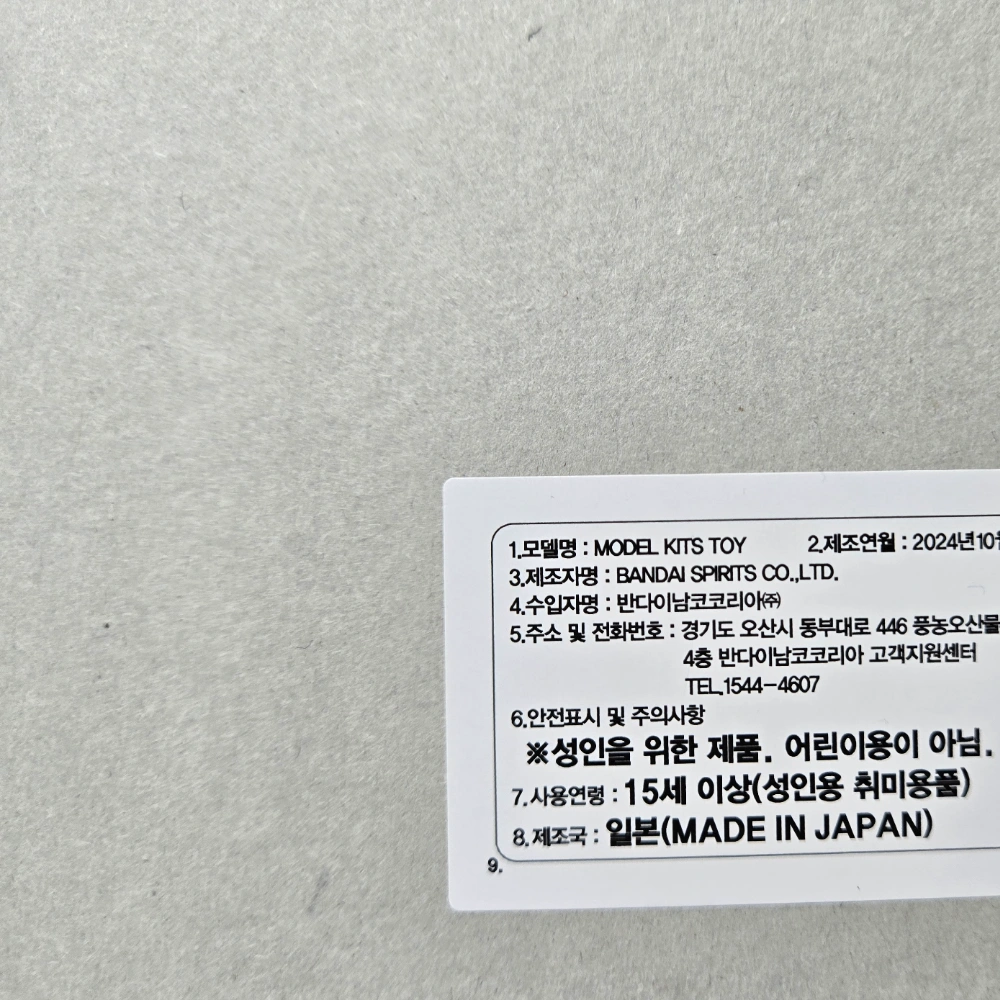 1.모델명 : MODEL KITS TOY 2.제조연월 : 2024년10
3.제조자명 : BANDAI SPIRITS CO.,LTD.
4.수입자명 : 반다이남코코리아㈜
5.주소 및 전화번호 : 경기도 오산시 동부대로 446 풍농오산물
4층 반다이남코코리아 고객지원센터
TEL.1544-4607
6.안전표시 및 주의사항
※성인을 위한 제품. 어린이용이 아님.
7.사용연령 : 15세 이상(성인용 취미용품)
8.제조국 : 일본(MADE IN JAPAN)
9.